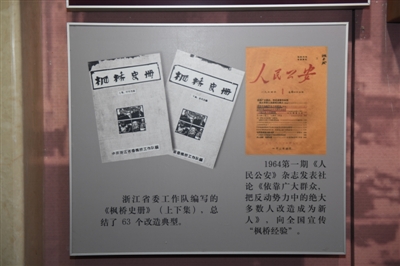 枫桥史册
枫桥史册
人民公安
1
浙江省委工作队编写的
《枫桥史册》（上下集），总
结了 63 个改造典型。
1964第一期《人
民公安》杂志发表社
论《依靠广大群众，
把反动势力中的绝大
多数人改造成为新
人》，向全国宣传
“枫桥经验”。